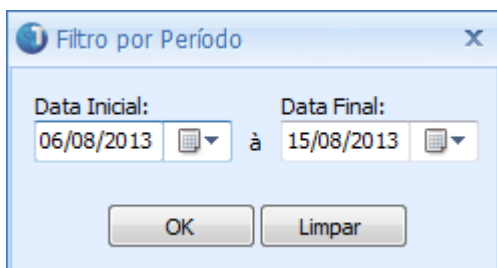 Filtro por Período
Data Inicial: Data Final:
06/08/2013 à 15/08/2013
OK Limpar